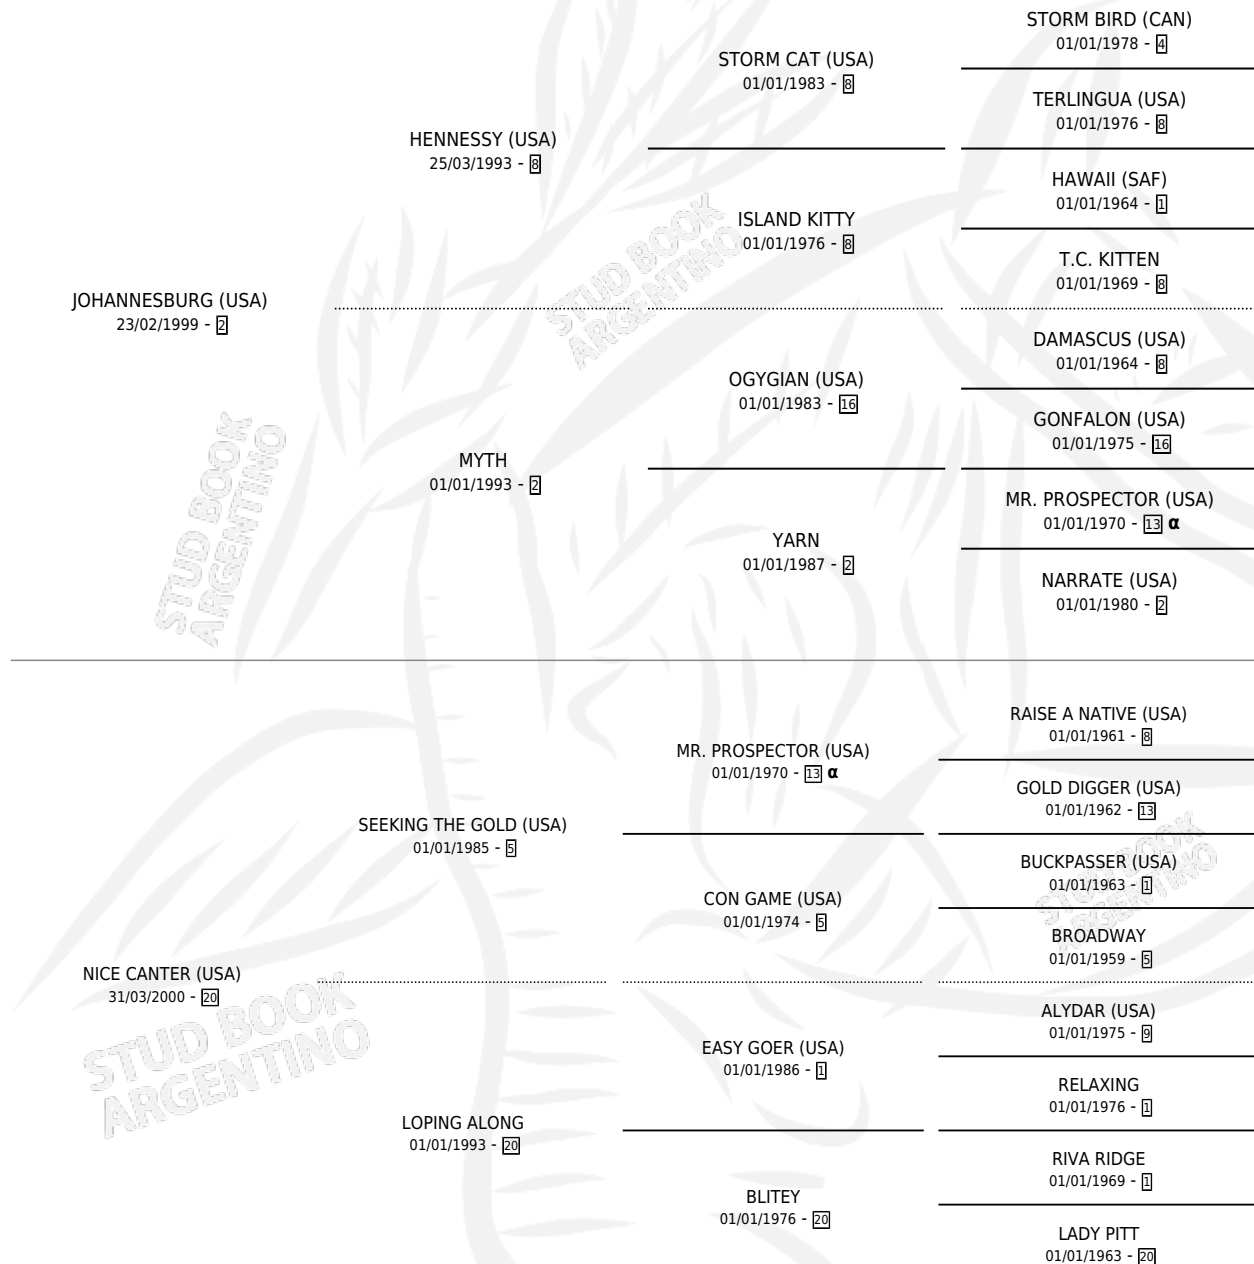 STORM BIRD (CAN)
01/01/1978 - 4
STORM CAT (USA)
01/01/1983 - 8
TERLINGUA (USA)
01/01/1976 - 8
HENNESSY (USA)
25/03/1993 - 8
HAWAII (SAF)
01/01/1964 - 1
ISLAND KITTY
01/01/1976 - 8
T.C. KITTEN
01/01/1969 - 8
JOHANNESBURG (USA)
23/02/1999 - 2
DAMASCUS (USA)
01/01/1964 - 8
OGYGIAN (USA)
01/01/1983 - 16
GONFALON (USA)
01/01/1975 - 16
MYTH
01/01/1993 - 2
MR. PROSPECTOR (USA)
01/01/1970 - 13 α
YARN
01/01/1987 - 2
NARRATE (USA)
01/01/1980 - 2
RAISE A NATIVE (USA)
01/01/1961 - 8
MR. PROSPECTOR (USA)
01/01/1970 - 13 α
GOLD DIGGER (USA)
01/01/1962 - 13
SEEKING THE GOLD (USA)
01/01/1985 - 5
BUCKPASSER (USA)
01/01/1963 - 1
CON GAME (USA)
01/01/1974 - 5
BROADWAY
01/01/1959 - 5
NICE CANTER (USA)
31/03/2000 - 20
ALYDAR (USA)
01/01/1975 - 9
EASY GOER (USA)
01/01/1986 - 1
RELAXING
01/01/1976 - 1
LOPING ALONG
01/01/1993 - 20
RIVA RIDGE
01/01/1969 - 1
BLITEY
01/01/1976 - 20
LADY PITT
01/01/1963 - 20
STUD BOOK
ARGENTINO
STUD BOOK
ARGENTINO
STUD BOOK
ARGENTINO
STUD BOOK
ARGENTINO